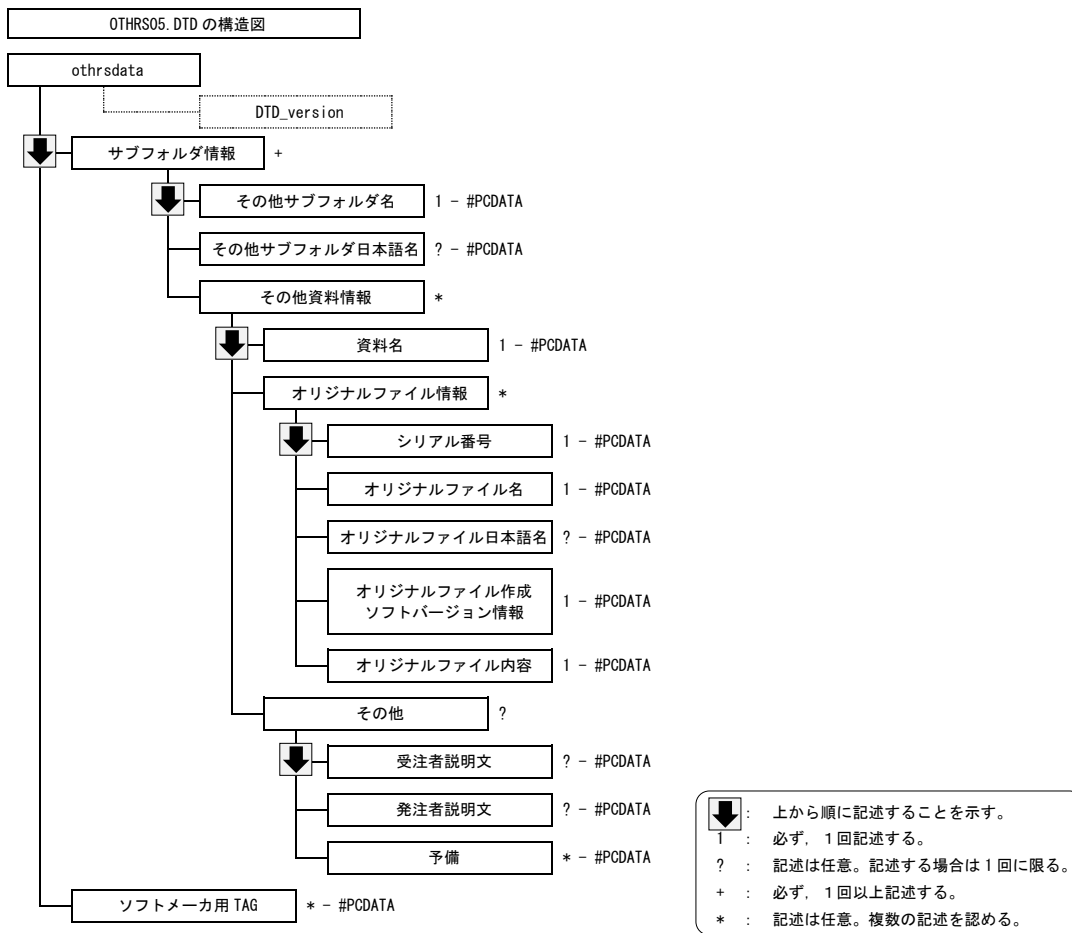 OTHRS05.DTD の構造図
othrsdata
DTD_version
サブフォルダ情報 +
その他サブフォルダ名 1 - #PCDATA
その他サブフォルダ日本語名 ? - #PCDATA
その他資料情報 *
資料名 1 - #PCDATA
オリジナルファイル情報 *
シリアル番号 1 - #PCDATA
オリジナルファイル名 1 - #PCDATA
オリジナルファイル日本語名 ? - #PCDATA
オリジナルファイル作成
ソフトバージョン情報 1 - #PCDATA
オリジナルファイル内容 1 - #PCDATA
その他 ?
受注者説明文 ? - #PCDATA
発注者説明文 ? - #PCDATA
予備 * - #PCDATA
ソフトメーカ用 TAG * - #PCDATA
: 上から順に記述することを示す。
1 : 必ず，1回記述する。
? : 記述は任意。記述する場合は1回に限る。
+ : 必ず，1回以上記述する。
* : 記述は任意。複数の記述を認める。